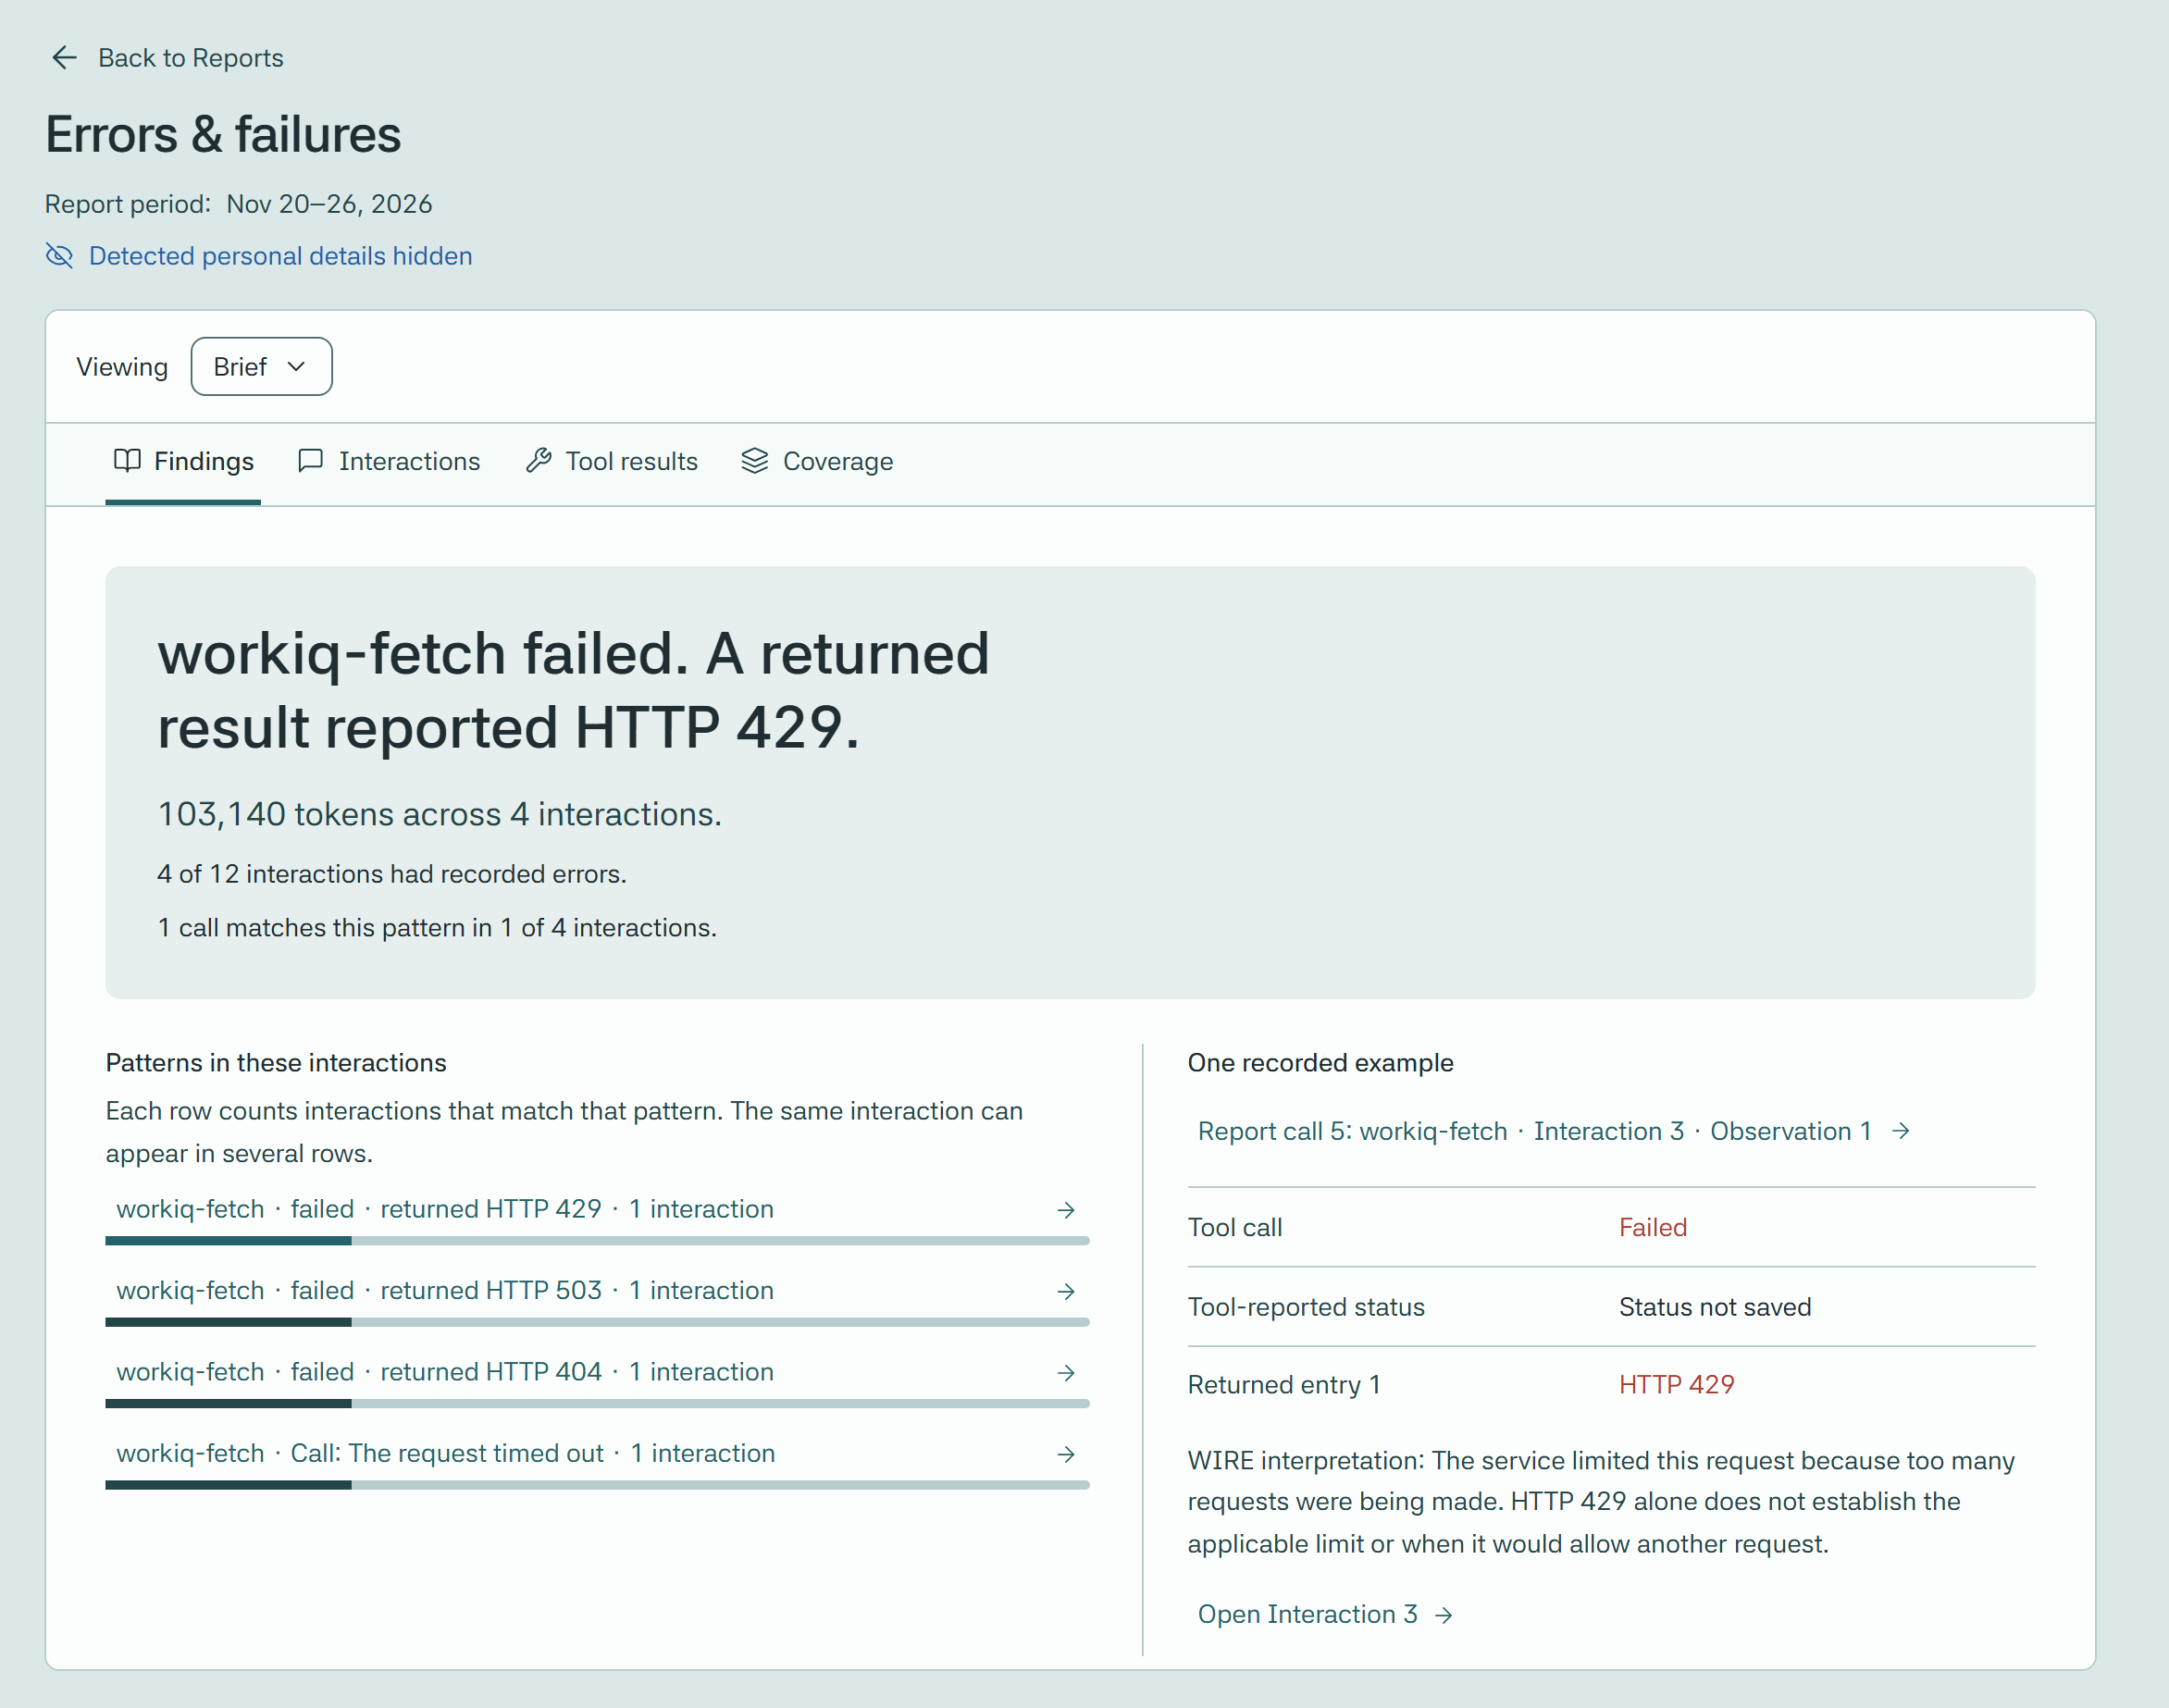 Back to Reports
Errors & failures
Report period: Nov 20–26, 2026
Detected personal details hidden
Viewing Brief
Findings Interactions Tool results Coverage
workiq-fetch failed. A returned
result reported HTTP 429.
103,140 tokens across 4 interactions.
4 of 12 interactions had recorded errors.
1 call matches this pattern in 1 of 4 interactions.
Patterns in these interactions
Each row counts interactions that match that pattern. The same interaction can
appear in several rows.
workiq-fetch · failed · returned HTTP 429 · 1 interaction
workiq-fetch · failed · returned HTTP 503 · 1 interaction
workiq-fetch · failed · returned HTTP 404 · 1 interaction
workiq-fetch · Call: The request timed out · 1 interaction
One recorded example
Report call 5: workiq-fetch · Interaction 3 · Observation 1
Tool call Failed
Tool-reported status Status not saved
Returned entry 1 HTTP 429
WIRE interpretation: The service limited this request because too many
requests were being made. HTTP 429 alone does not establish the
applicable limit or when it would allow another request.
Open Interaction 3